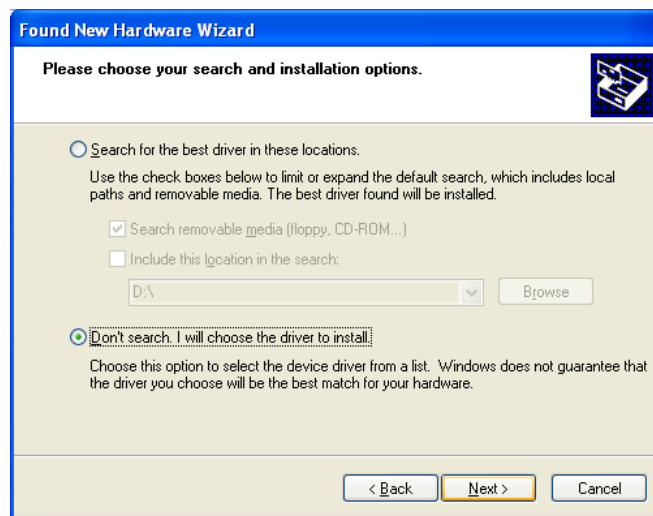 Found New Hardware Wizard
Please choose your search and installation options.
Search for the best driver in these locations.
Use the check boxes below to limit or expand the default search, which includes local
paths and removable media. The best driver found will be installed.
Search removable media (floppy, CD-ROM...)
Include this location in the search:
D:\
Browse
Don't search. I will choose the driver to install.
Choose this option to select the device driver from a list. Windows does not guarantee that
the driver you choose will be the best match for your hardware.
< Back
Next >
Cancel